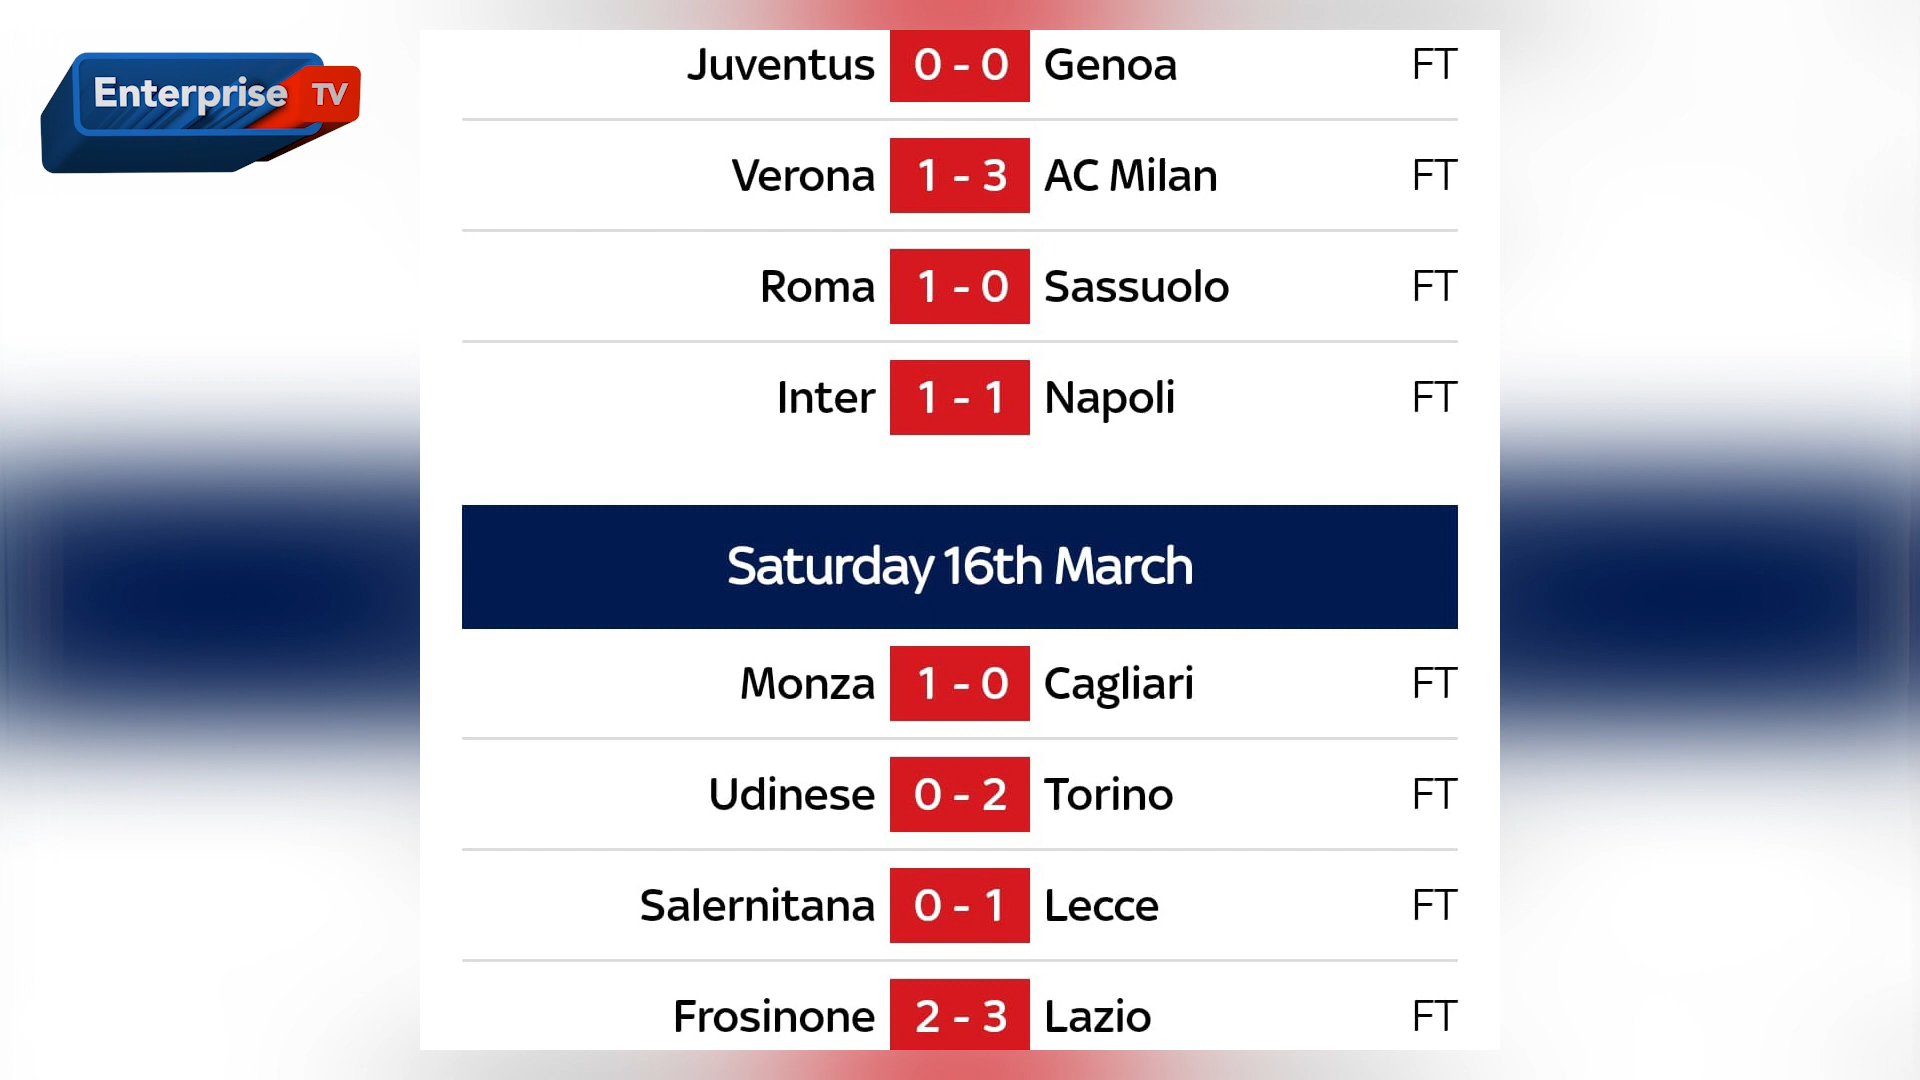 Enterprise TV
Juventus 0 - 0 Genoa FT
Verona 1 - 3 AC Milan FT
Roma 1 - 0 Sassuolo FT
Inter 1 - 1 Napoli FT
Saturday 16th March
Monza 1 - 0 Cagliari FT
Udinese 0 - 2 Torino FT
Salernitana 0 - 1 Lecce FT
Frosinone 2 - 3 Lazio FT